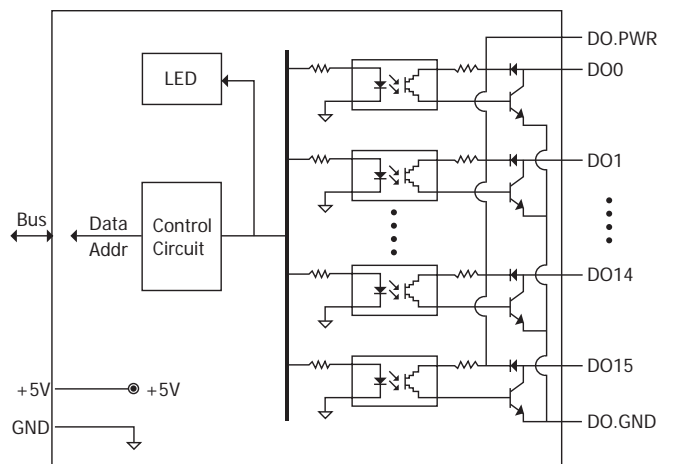 DO.PWR
LED
DO0
DO1
Bus
Data
Addr
Control
Circuit
DO14
DO15
+5V
+5V
GND
DO.GND